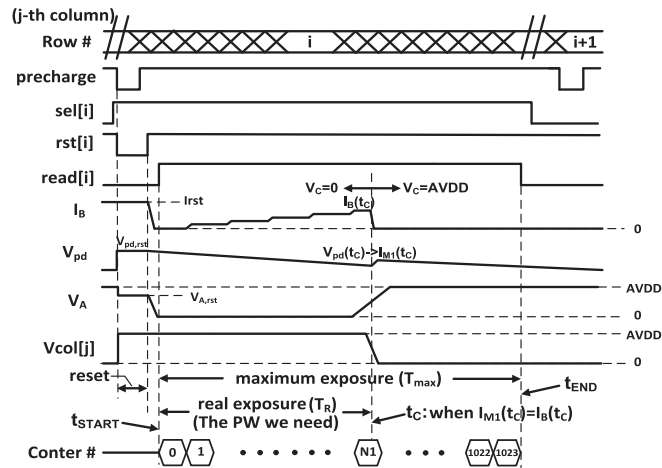 (j-th column)
Row # i i+1
precharge
sel[i]
rst[i]
read[i]
V_C=0 V_C=AVDD
I_B Irst I_B(t_C)
0
V_pd V_pd,rst V_pd(t_C)->I_M1(t_C)
AVDD
V_A V_A,rst
0
AVDD
Vcol[j]
0
reset maximum exposure (T_max) t_END
t_START real exposure (T_R) t_C: when I_M1(t_C)=I_B(t_C)
(The PW we need)
Conter # 0 1 • • • • • • N1 • • • 1022 1023